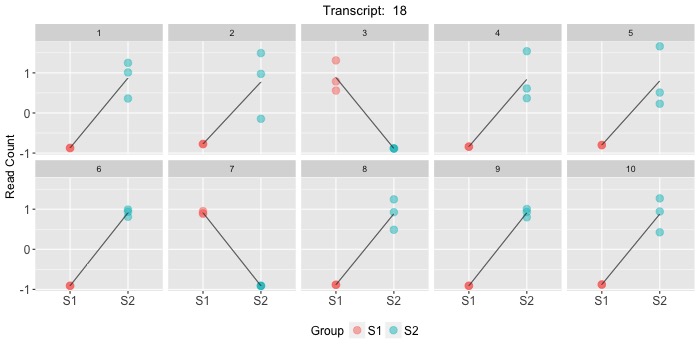 Transcript: 18
1 2 3 4 5
1
0
-1
Read Count
6 7 8 9 10
1
0
-1
S1 S2 S1 S2 S1 S2 S1 S2 S1 S2
Group S1 S2